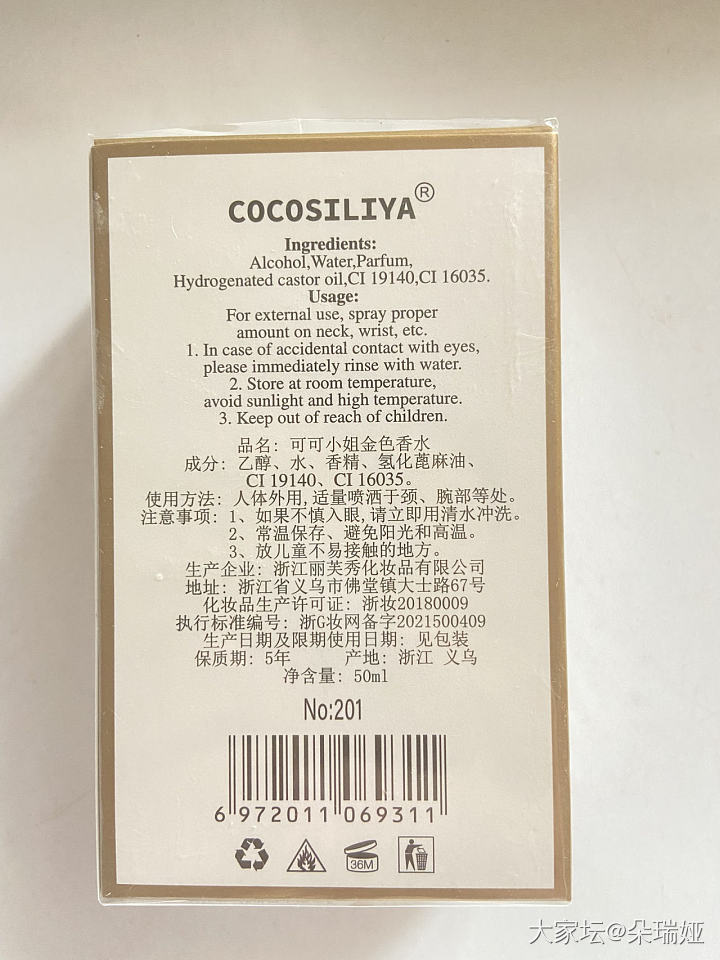 COCOSILIYA®
Ingredients:
Alcohol,Water,Parfum,
Hydrogenated castor oil,CI 19140,CI 16035.
Usage:
For external use, spray proper
amount on neck, wrist, etc.
1. In case of accidental contact with eyes,
please immediately rinse with water.
2. Store at room temperature,
avoid sunlight and high temperature.
3. Keep out of reach of children.
品名: 可可小姐金色香水
成分: 乙醇、水、香精、氢化蓖麻油、
CI 19140、CI 16035。
使用方法: 人体外用,适量喷洒于颈、腕部等处。
注意事项: 1、如果不慎入眼,请立即用清水冲洗。
2、常温保存、避免阳光和高温。
3、放儿童不易接触的地方。
生产企业: 浙江丽芙秀化妆品有限公司
地址: 浙江省义乌市佛堂镇大士路67号
化妆品生产许可证: 浙妆20180009
执行标准编号: 浙G妆网备字2021500409
生产日期及限期使用日期: 见包装
保质期: 5年 产地: 浙江 义乌
净含量: 50ml
No:201
6 972011 069311
36M
大家坛@朵瑞娅